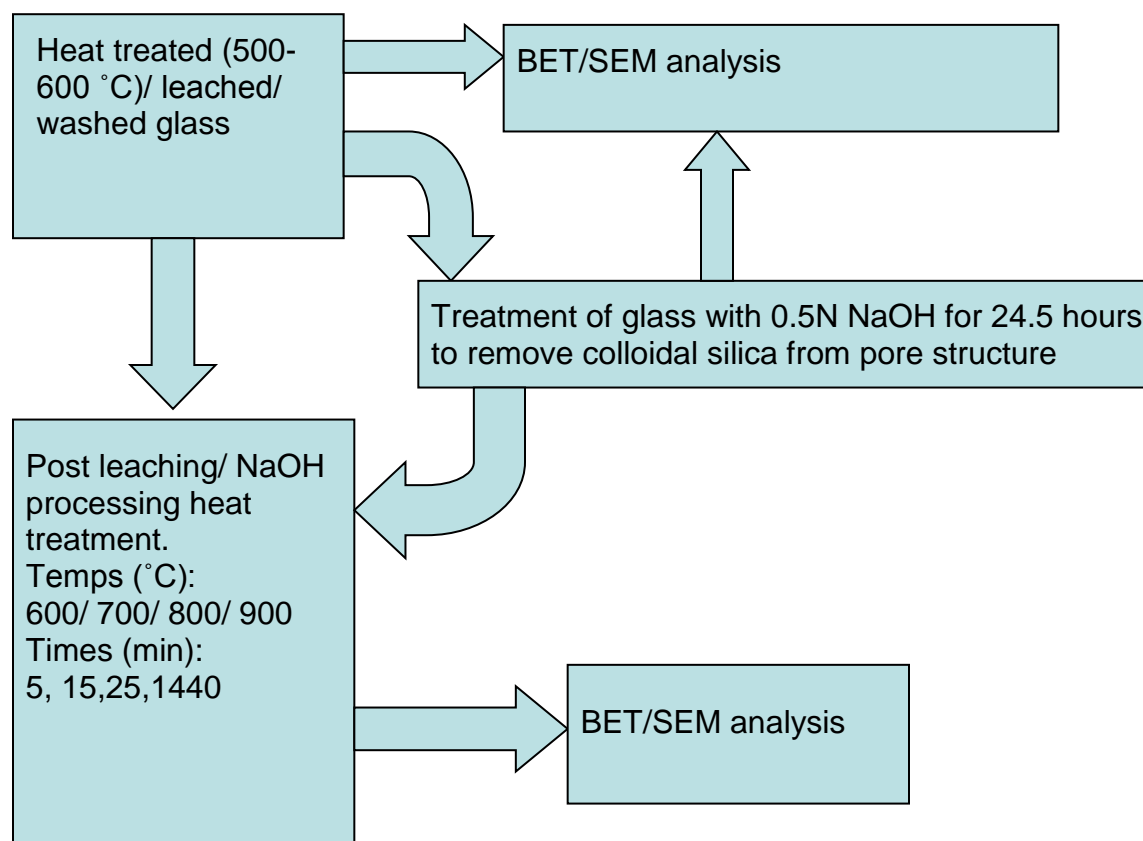 Heat treated (500-
600 ˚C)/ leached/
washed glass
BET/SEM analysis
Treatment of glass with 0.5N NaOH for 24.5 hours
to remove colloidal silica from pore structure
Post leaching/ NaOH
processing heat
treatment.
Temps (˚C):
600/ 700/ 800/ 900
Times (min):
5, 15,25,1440
BET/SEM analysis